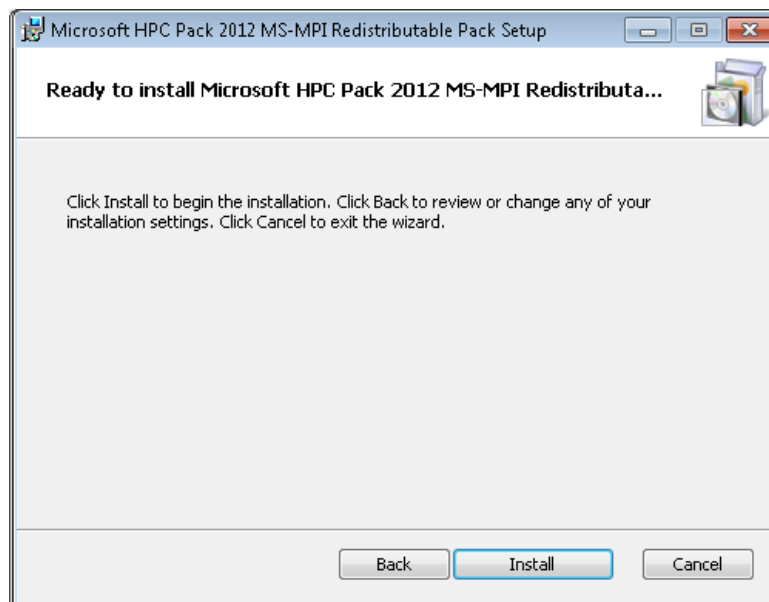 Microsoft HPC Pack 2012 MS-MPI Redistributable Pack Setup
Ready to install Microsoft HPC Pack 2012 MS-MPI Redistributa...
Click Install to begin the installation. Click Back to review or change any of your
installation settings. Click Cancel to exit the wizard.
Back Install Cancel